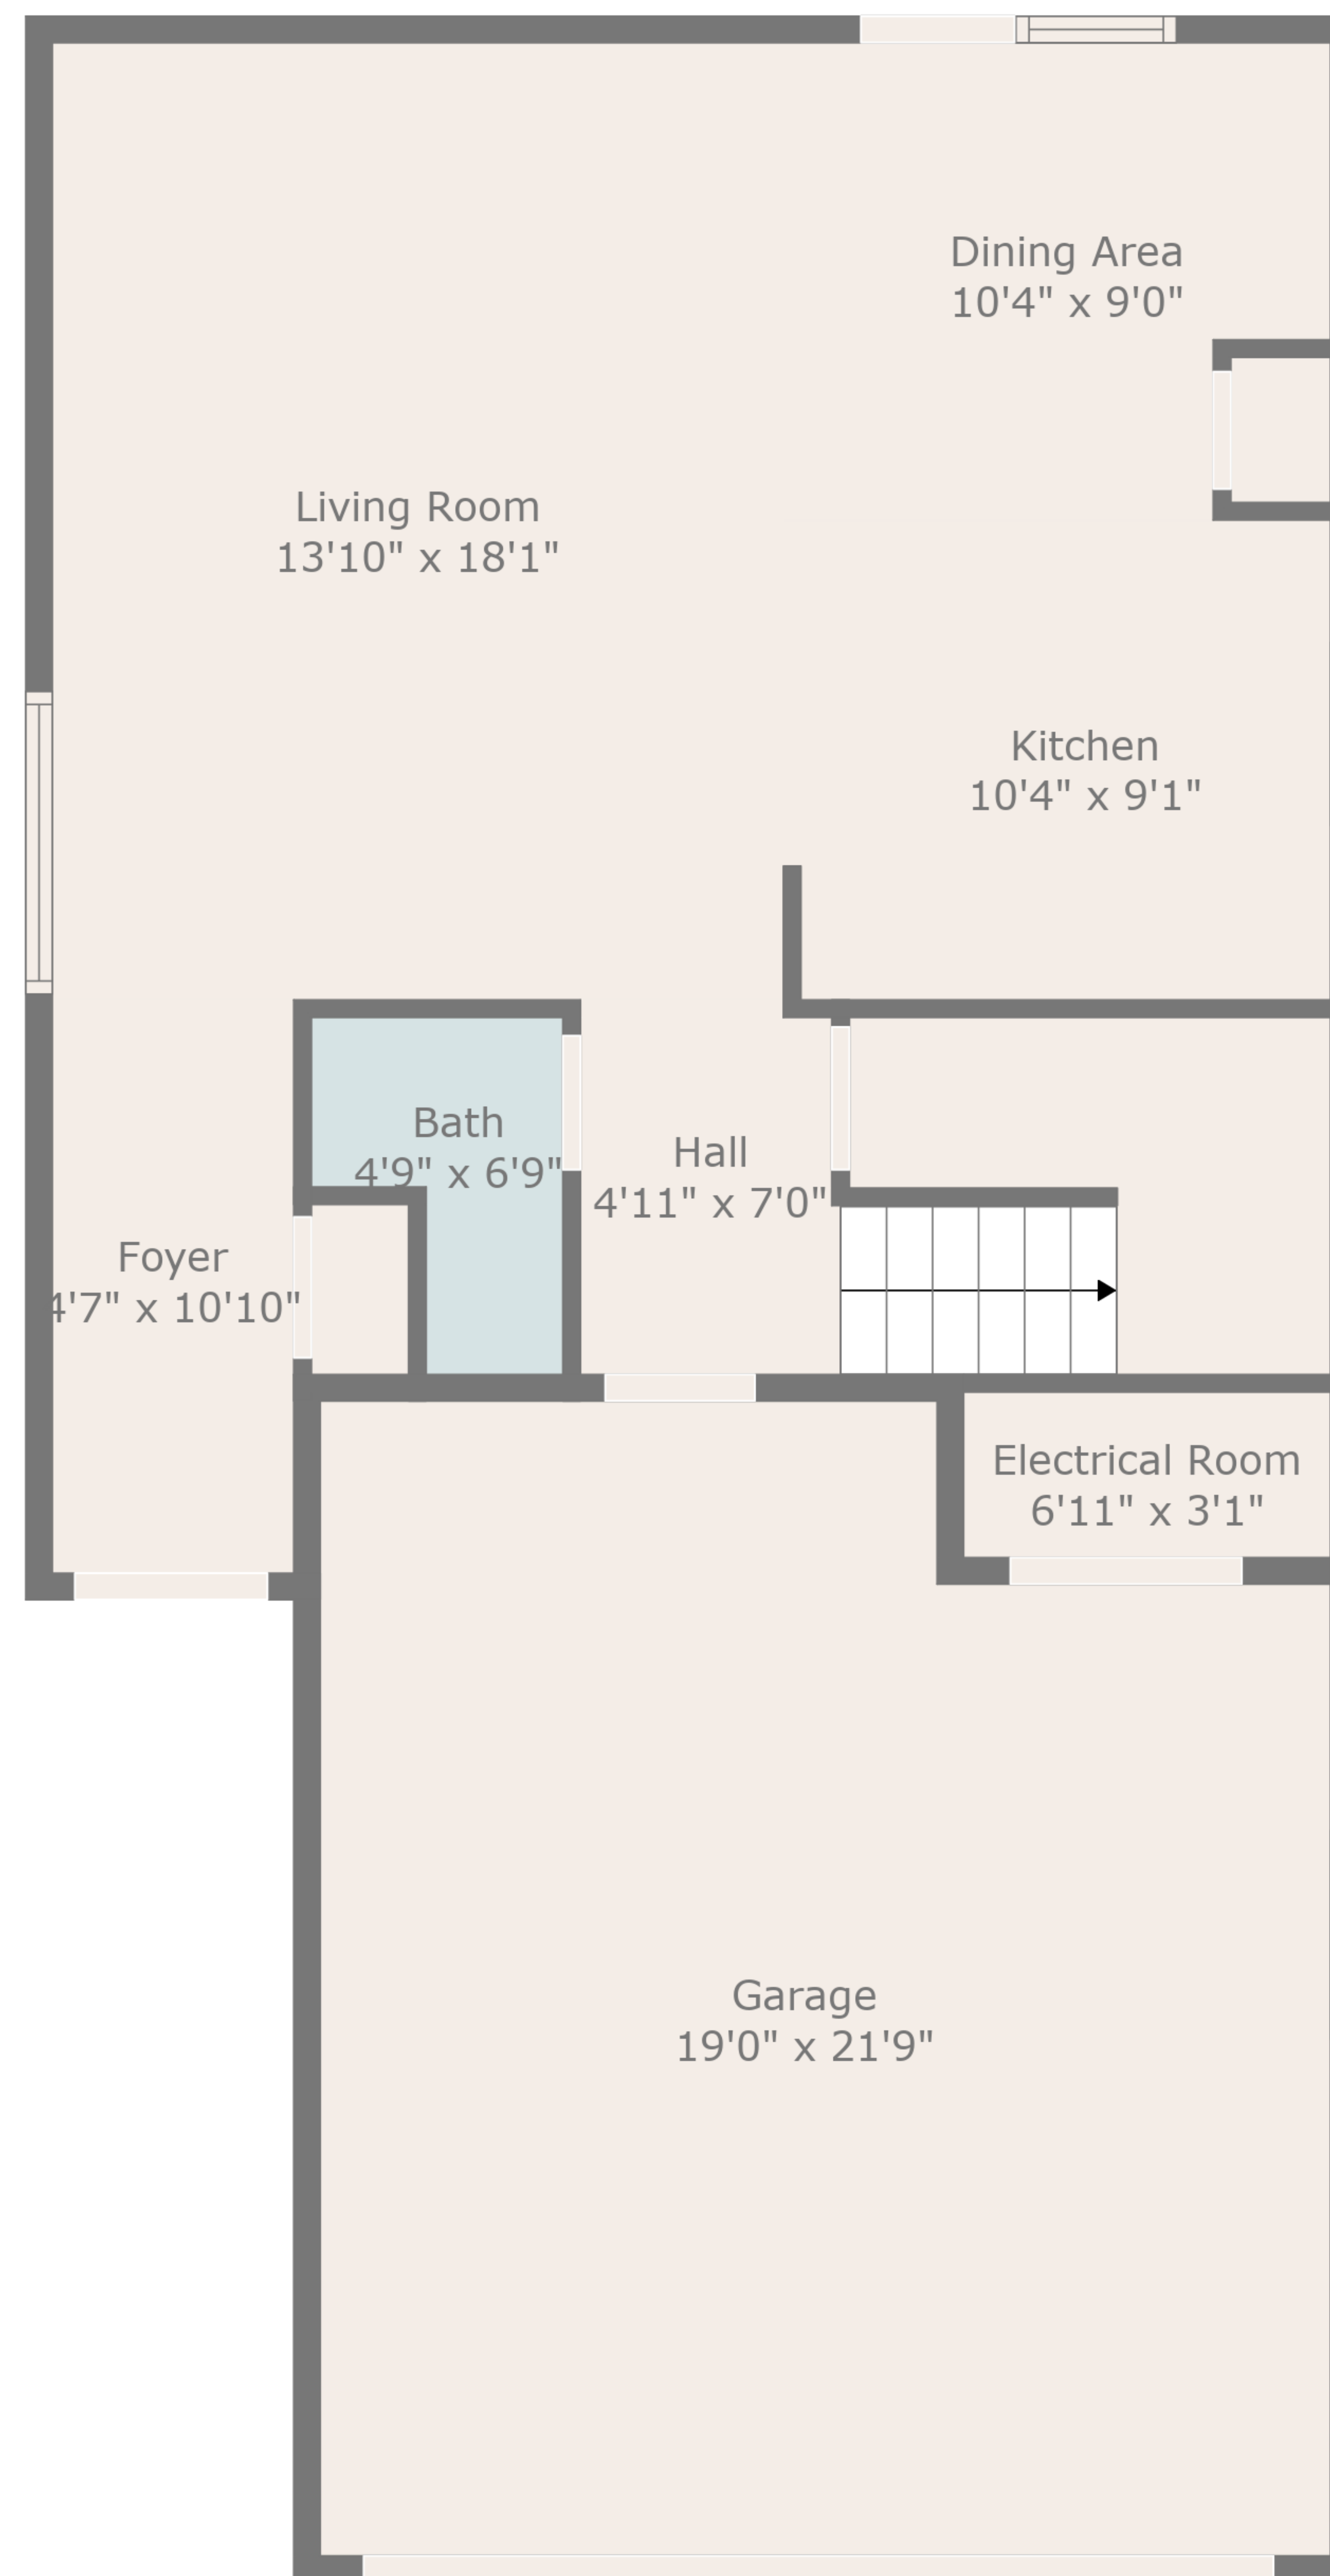 Dining Area
10'4" x 9'0"
Living Room
13'10" x 18'1"
Kitchen
10'4" x 9'1"
Bath
4'9" x 6'9"
Hall
4'11" x 7'0"
Foyer
4'7" x 10'10"
Electrical Room
6'11" x 3'1"
Garage
19'0" x 21'9"